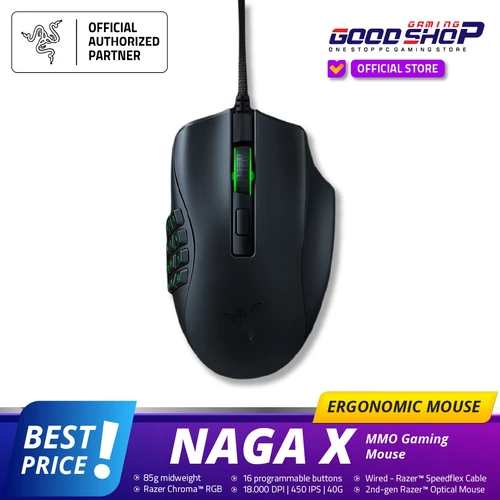 OFFICIAL
AUTHORIZED
PARTNER
GAMING
GOODSHOP
ONE STOP PC GAMING STORE
OFFICIAL STORE
ERGONOMIC MOUSE
BEST
PRICE!
NAGA X
MMO Gaming
Mouse
• 85g midweight
• Razer Chroma™ RGB
• 16 programmable buttons
• 18.000 DPI | 450 IPS | 40G
• Wired - Razer™ Speedflex Cable
• 2nd-gen Razer™ Optical Mouse